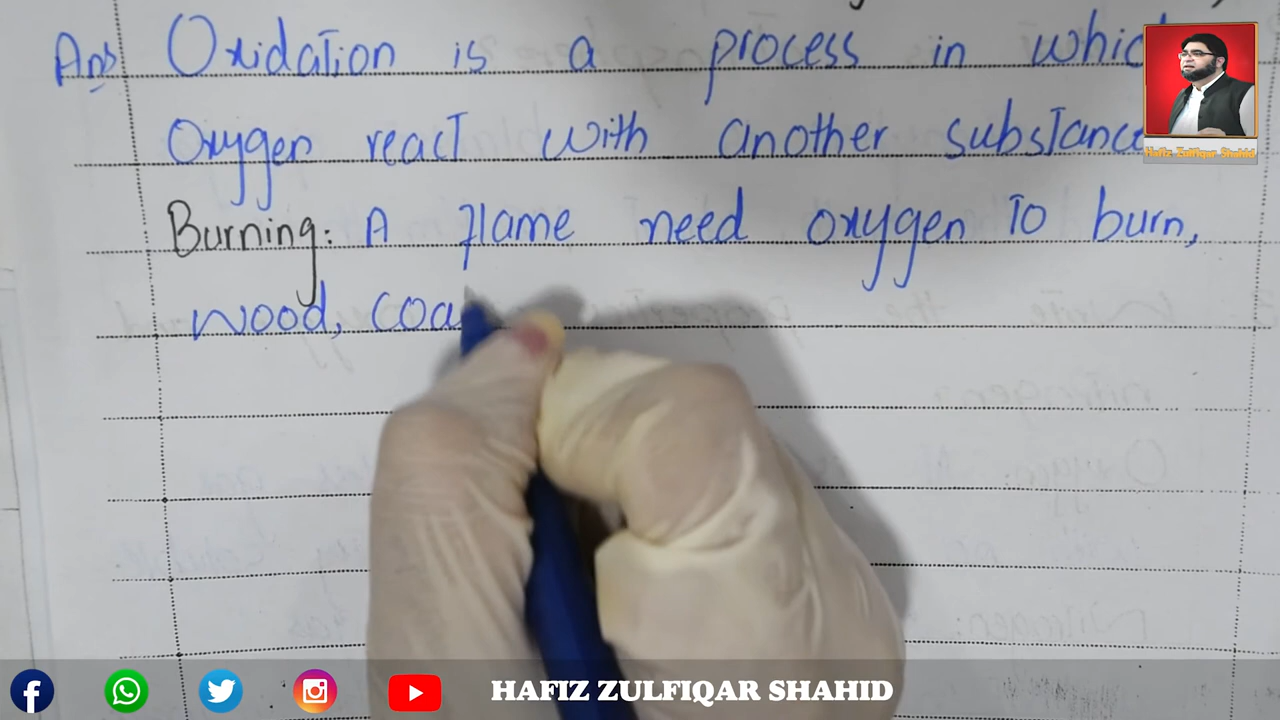 Ans Oxidation is a process in which
Oxygen react with another substance
Burning: A flame need oxygen to burn,
wood, coa
Hafiz Zulfiqar Shahid
HAFIZ ZULFIQAR SHAHID